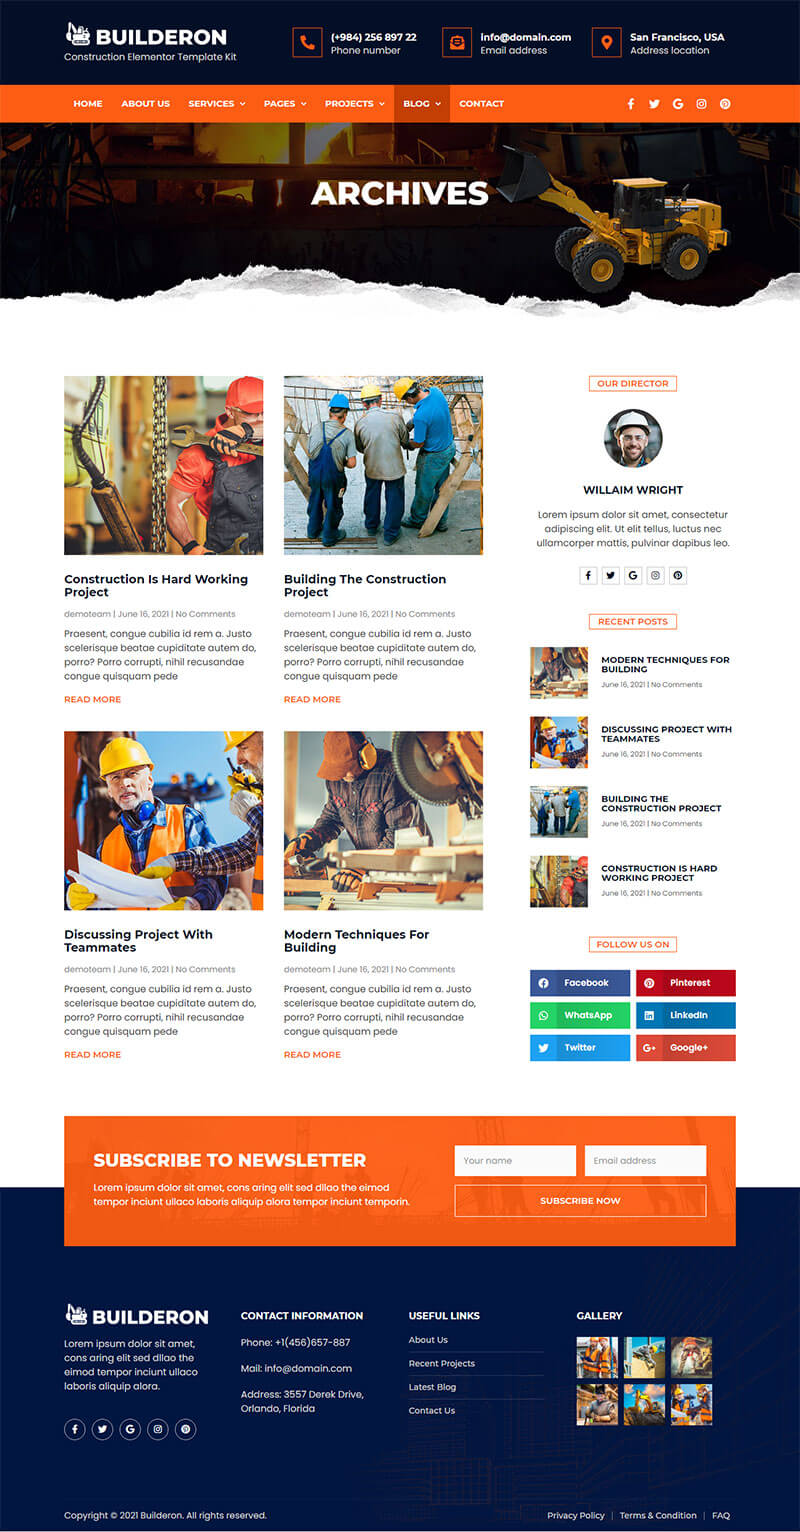 BUILDERON
Construction Elementor Template Kit
(+984) 256 897 22
Phone number
info@domain.com
Email address
San Francisco, USA
Address location
HOME
ABOUT US
SERVICES
PAGES
PROJECTS
BLOG
CONTACT
ARCHIVES
Construction Is Hard Working
Project
demoteam | June 16, 2021 | No Comments
Praesent, congue cubilia id rem a. Justo
scelerisque beatae cupiditate autem do,
porro? Porro corrupti, nihil recusandae
congue quisquam pede
READ MORE
Building The Construction
Project
demoteam | June 16, 2021 | No Comments
Praesent, congue cubilia id rem a. Justo
scelerisque beatae cupiditate autem do,
porro? Porro corrupti, nihil recusandae
congue quisquam pede
READ MORE
Discussing Project With
Teammates
demoteam | June 16, 2021 | No Comments
Praesent, congue cubilia id rem a. Justo
scelerisque beatae cupiditate autem do,
porro? Porro corrupti, nihil recusandae
congue quisquam pede
READ MORE
Modern Techniques For
Building
demoteam | June 16, 2021 | No Comments
Praesent, congue cubilia id rem a. Justo
scelerisque beatae cupiditate autem do,
porro? Porro corrupti, nihil recusandae
congue quisquam pede
READ MORE
OUR DIRECTOR
WILLAIM WRIGHT
Lorem ipsum dolor sit amet, consectetur
adipiscing elit. Ut elit tellus, luctus nec
ullamcorper mattis, pulvinar dapibus leo.
RECENT POSTS
MODERN TECHNIQUES FOR
BUILDING
June 16, 2021 | No Comments
DISCUSSING PROJECT WITH
TEAMMATES
June 16, 2021 | No Comments
BUILDING THE
CONSTRUCTION PROJECT
June 16, 2021 | No Comments
CONSTRUCTION IS HARD
WORKING PROJECT
June 16, 2021 | No Comments
FOLLOW US ON
Facebook
Pinterest
WhatsApp
LinkedIn
Twitter
Google+
SUBSCRIBE TO NEWSLETTER
Lorem ipsum dolor sit amet, cons aring elit sed dllao the eimod
tempor inciunt ullaco laboris aliquip alora tempor inciunt temporin.
Your name
Email address
SUBSCRIBE NOW
BUILDERON
Lorem ipsum dolor sit amet,
cons aring elit sed dllao the
eimod tempor inciunt ullaco
laboris aliquip alora.
CONTACT INFORMATION
Phone: +1(456)657-887
Mail: info@domain.com
Address: 3557 Derek Drive,
Orlando, Florida
USEFUL LINKS
About Us
Recent Projects
Latest Blog
Contact Us
GALLERY
Copyright © 2021 Builderon. All rights reserved.
Privacy Policy | Terms & Condition | FAQ